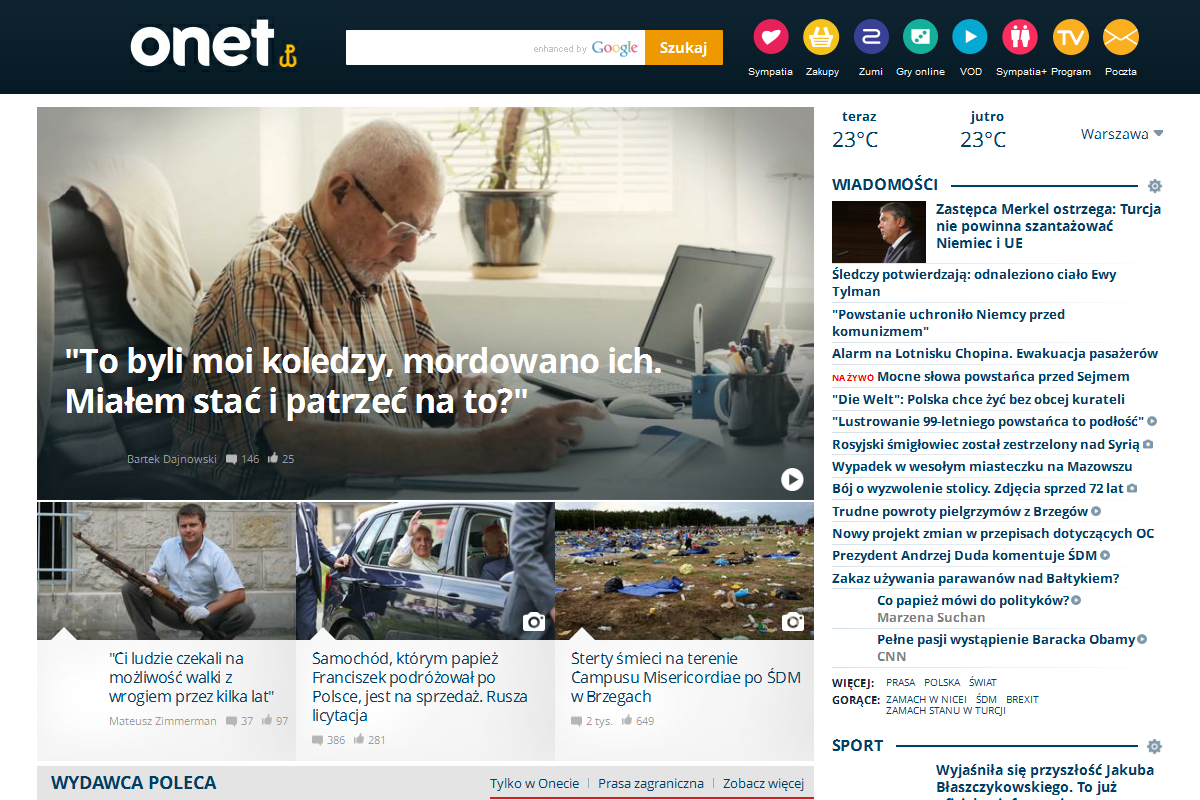 onet
enhanced by Google
Szukaj
Sympatia
Zakupy
Zumi
Gry online
VOD
Sympatia+
TV
Program
Poczta
"To byli moi koledzy, mordowano ich.
Miałem stać i patrzeć na to?"
Bartek Dajnowski 146 25
"Ci ludzie czekali na
możliwość walki z
wrogiem przez kilka lat"
Mateusz Zimmerman 37 97
Samochód, którym papież
Franciszek podróżował po
Polsce, jest na sprzedaż. Rusza
licytacja
386 281
Sterty śmieci na terenie
Campusu Misericordiae po ŚDM
w Brzegach
2 tys. 649
WYDAWCA POLECA
Tylko w Onecie | Prasa zagraniczna | Zobacz więcej
teraz
23°C
jutro
23°C
Warszawa
WIADOMOŚCI
Zastępca Merkel ostrzega: Turcja
nie powinna szantażować
Niemiec i UE
Śledczy potwierdzają: odnaleziono ciało Ewy
Tylman
"Powstanie uchroniło Niemcy przed
komunizmem"
Alarm na Lotnisku Chopina. Ewakuacja pasażerów
NA ŻYWO Mocne słowa powstańca przed Sejmem
"Die Welt": Polska chce żyć bez obcej kurateli
"Lustrowanie 99-letniego powstańca to podłość"
Rosyjski śmigłowiec został zestrzelony nad Syrią
Wypadek w wesołym miasteczku na Mazowszu
Bój o wyzwolenie stolicy. Zdjęcia sprzed 72 lat
Trudne powroty pielgrzymów z Brzegów
Nowy projekt zmian w przepisach dotyczących OC
Prezydent Andrzej Duda komentuje ŚDM
Zakaz używania parawanów nad Bałtykiem?
Co papież mówi do polityków?
Marzena Suchan
Pełne pasji wystąpienie Baracka Obamy
CNN
WIĘCEJ: PRASA POLSKA ŚWIAT
GORĄCE: ZAMACH W NICEI ŚDM BREXIT
ZAMACH STANU W TURCJI
SPORT
Wyjaśniła się przyszłość Jakuba
Błaszczykowskiego. To już